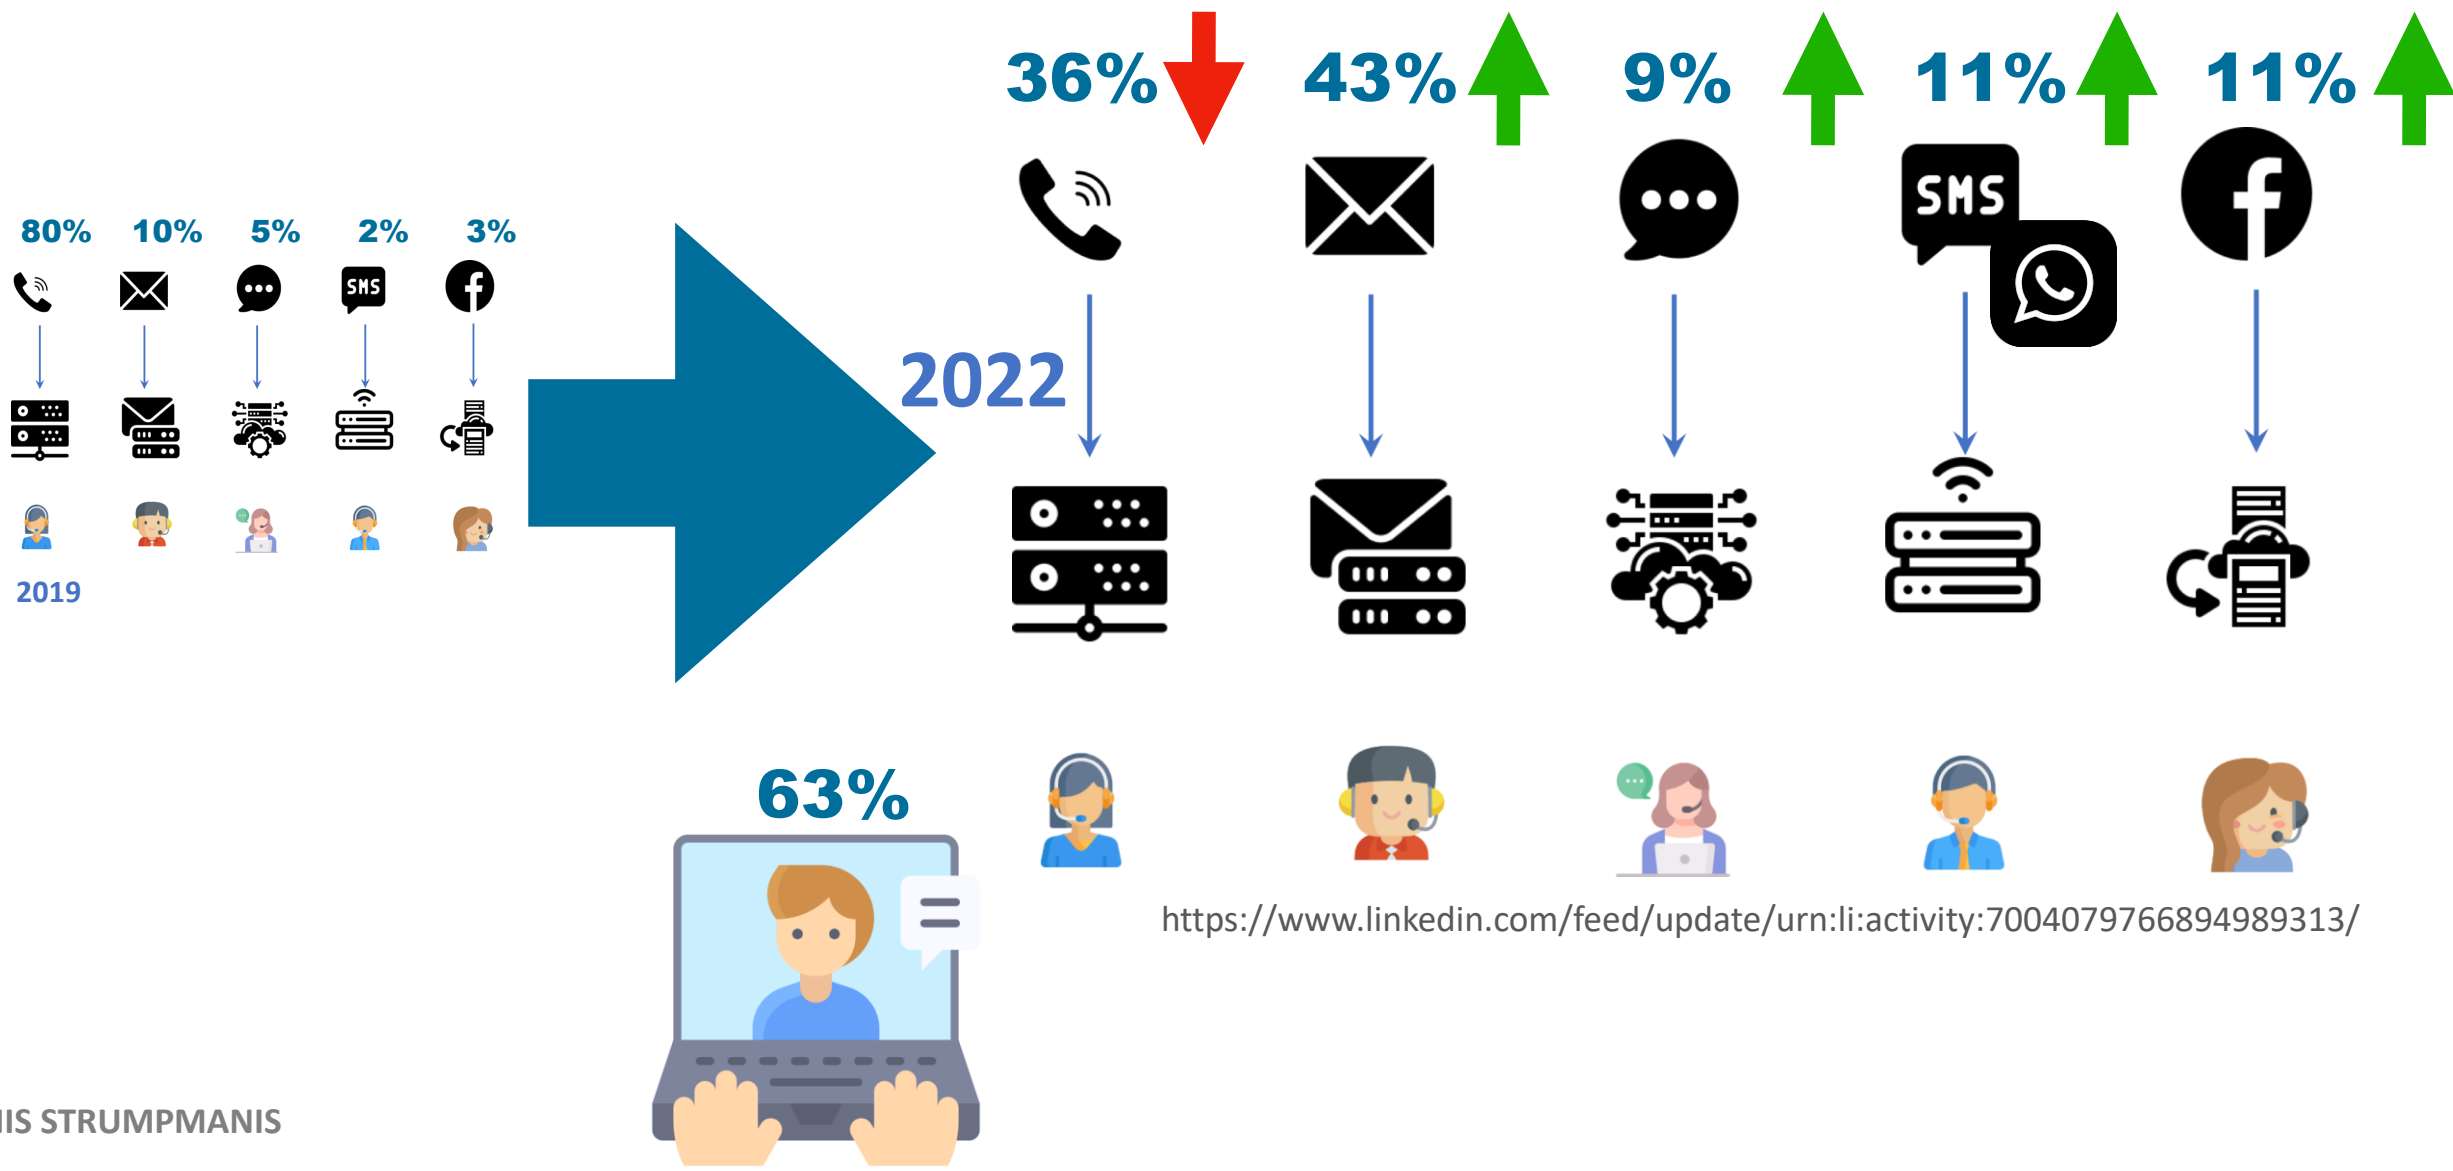 36% 43% 9% 11% 11%
SMS
80% 10% 5% 2% 3%
SMS
2022
2019
63%
https://www.linkedin.com/feed/update/urn:li:activity:7004079766894989313/
STRUMPMANIS